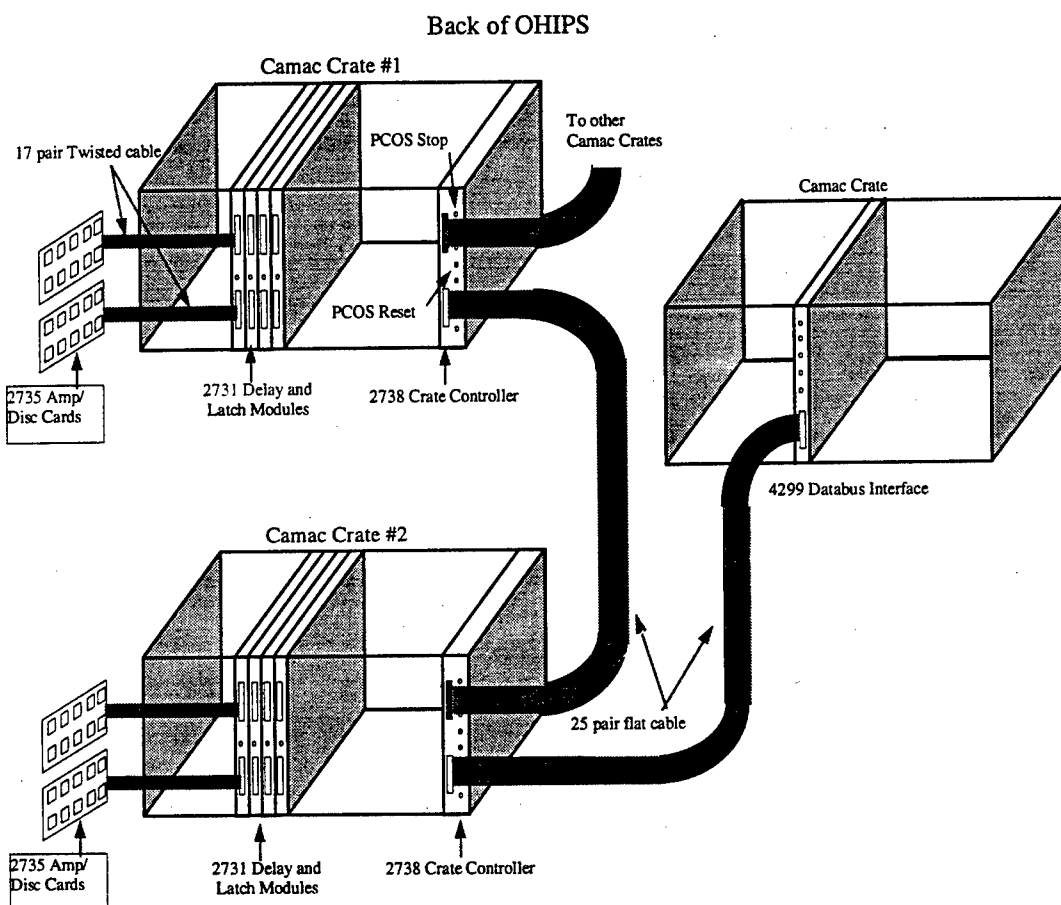 Back of OHIPS
Camac Crate #1
To other
Camac Crates
PCOS Stop
17 pair Twisted cable
Camac Crate
PCOS Reset
2735 Amp/
Disc Cards
2731 Delay and
Latch Modules
2738 Crate Controller
4299 Databus Interface
Camac Crate #2
25 pair flat cable
2735 Amp/
Disc Cards
2731 Delay and
Latch Modules
2738 Crate Controller